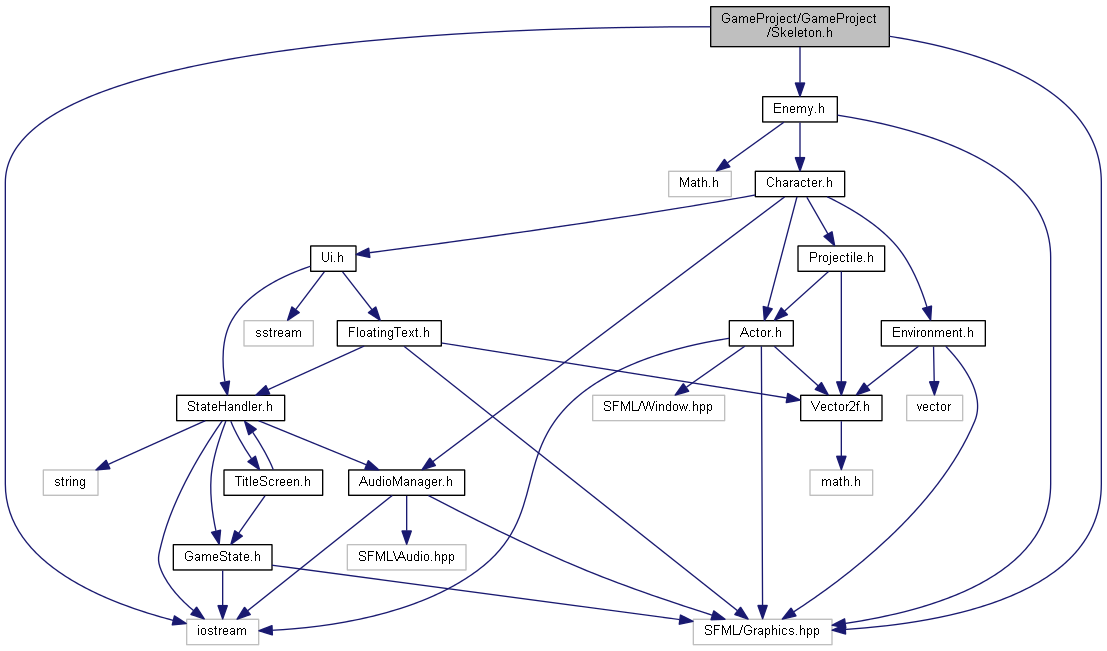 GameProject/GameProject
/Skeleton.h
Enemy.h
Math.h
Character.h
Ui.h
Projectile.h
sstream
FloatingText.h
Actor.h
Environment.h
StateHandler.h
SFML/Window.hpp
Vector2f.h
vector
string
TitleScreen.h
AudioManager.h
math.h
GameState.h
SFML\Audio.hpp
iostream
SFML/Graphics.hpp